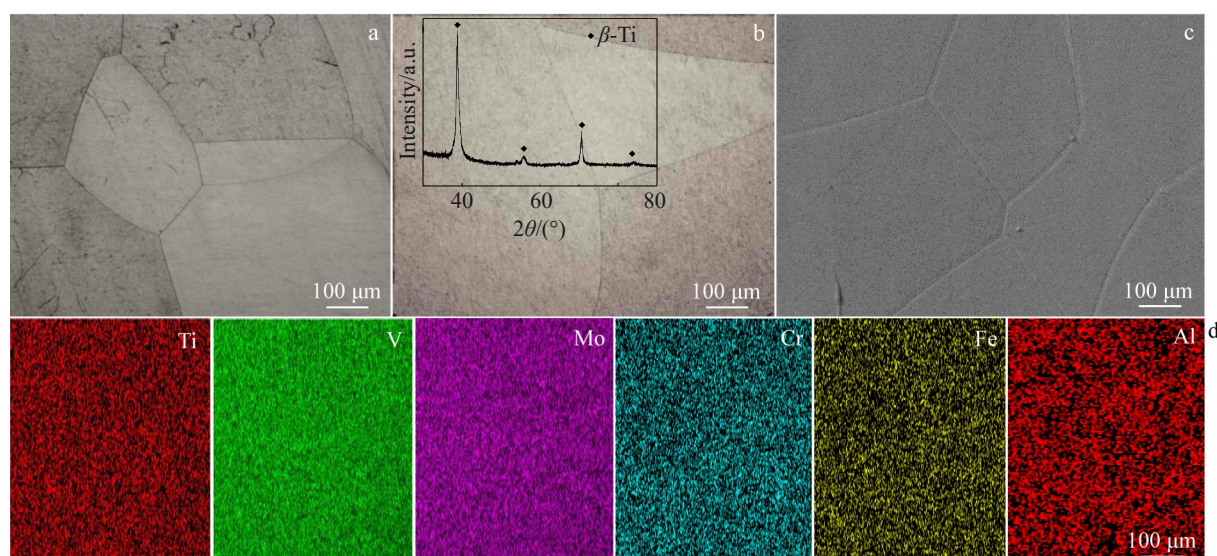 a
b
c
β-Ti
Intensity/a.u.
40 60 80
2θ/(°)
100 μm
100 μm
100 μm
Ti
V
Mo
Cr
Fe
Al
d
100 μm